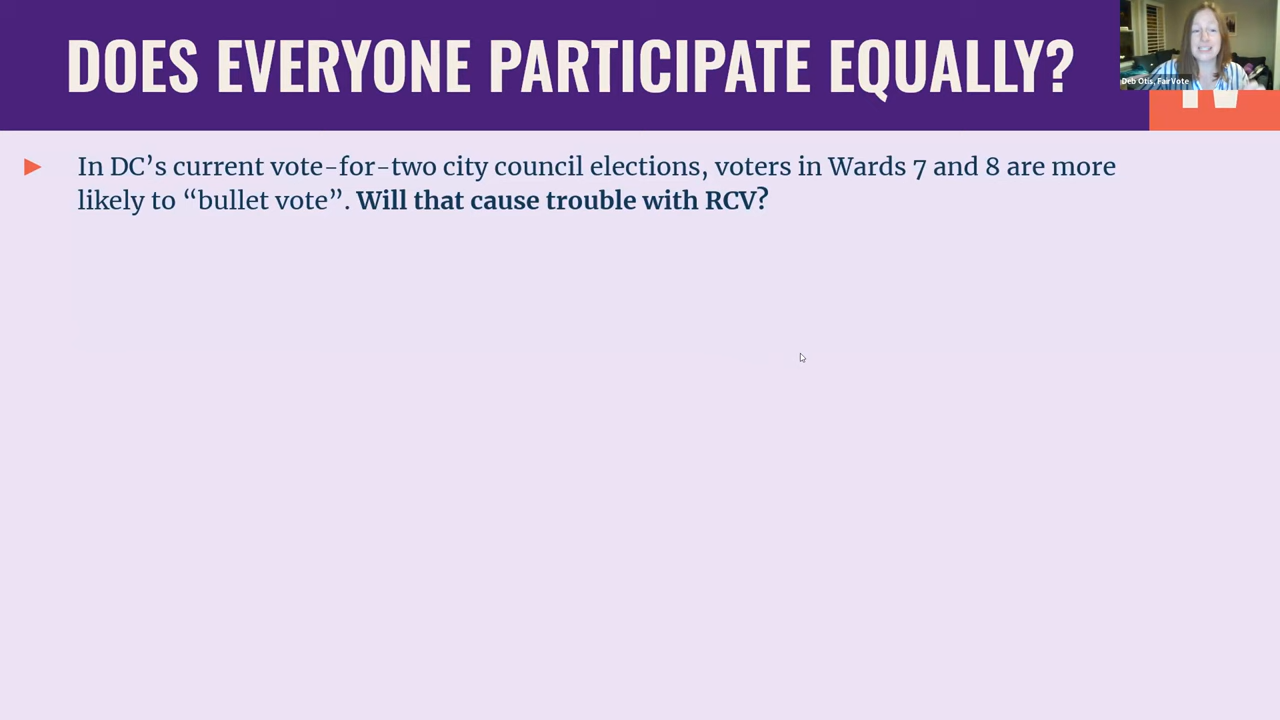 DOES EVERYONE PARTICIPATE EQUALLY?
Deb Otis, FairVote
In DC’s current vote-for-two city council elections, voters in Wards 7 and 8 are more
likely to “bullet vote”. Will that cause trouble with RCV?